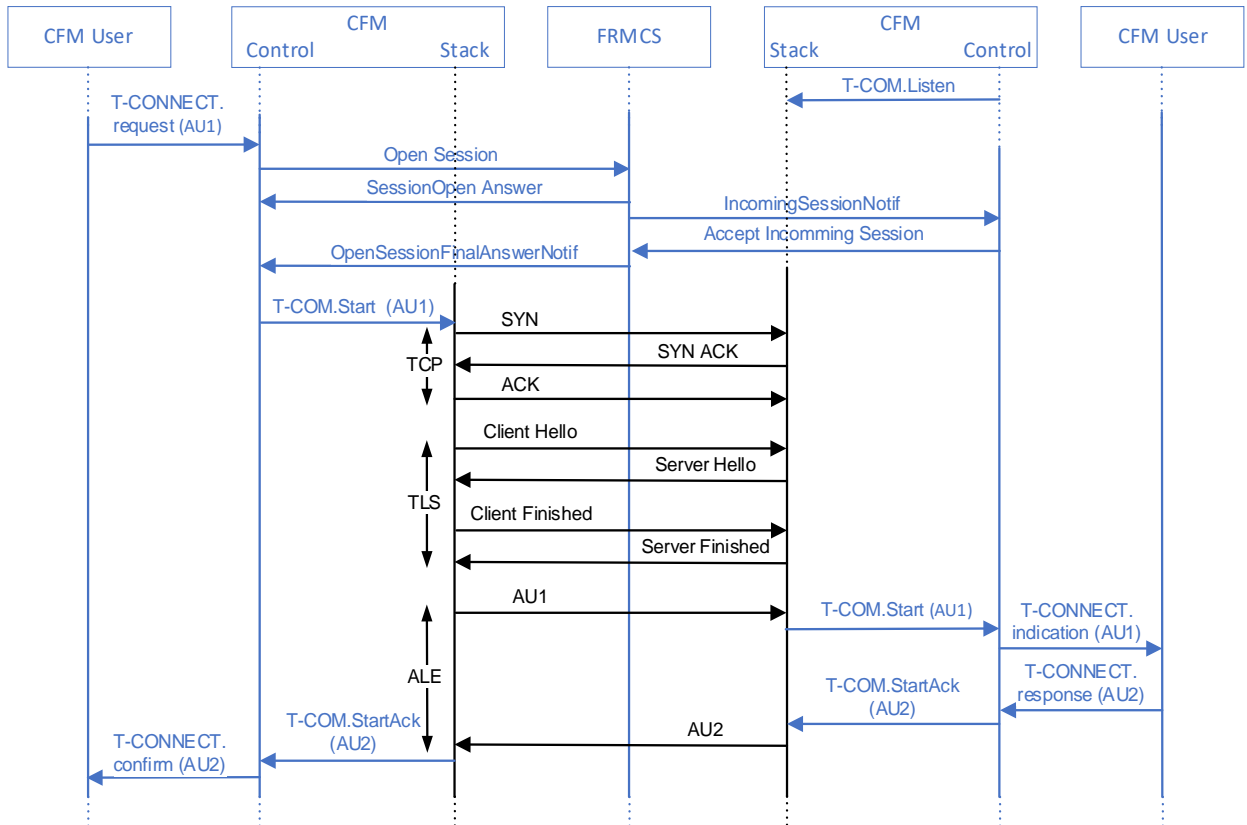 CFM User
CFM
Control
Stack
FRMCS
CFM
Stack
Control
CFM User
T-COM.Listen
T-CONNECT.
request (AU1)
Open Session
SessionOpen Answer
IncomingSessionNotif
Accept Incomming Session
OpenSessionFinalAnswerNotif
T-COM.Start (AU1)
SYN
SYN ACK
TCP
ACK
Client Hello
Server Hello
TLS
Client Finished
Server Finished
AU1
T-COM.Start (AU1)
T-CONNECT.
indication (AU1)
ALE
T-CONNECT.
response (AU2)
T-COM.StartAck
(AU2)
AU2
T-COM.StartAck
(AU2)
T-CONNECT.
confirm (AU2)